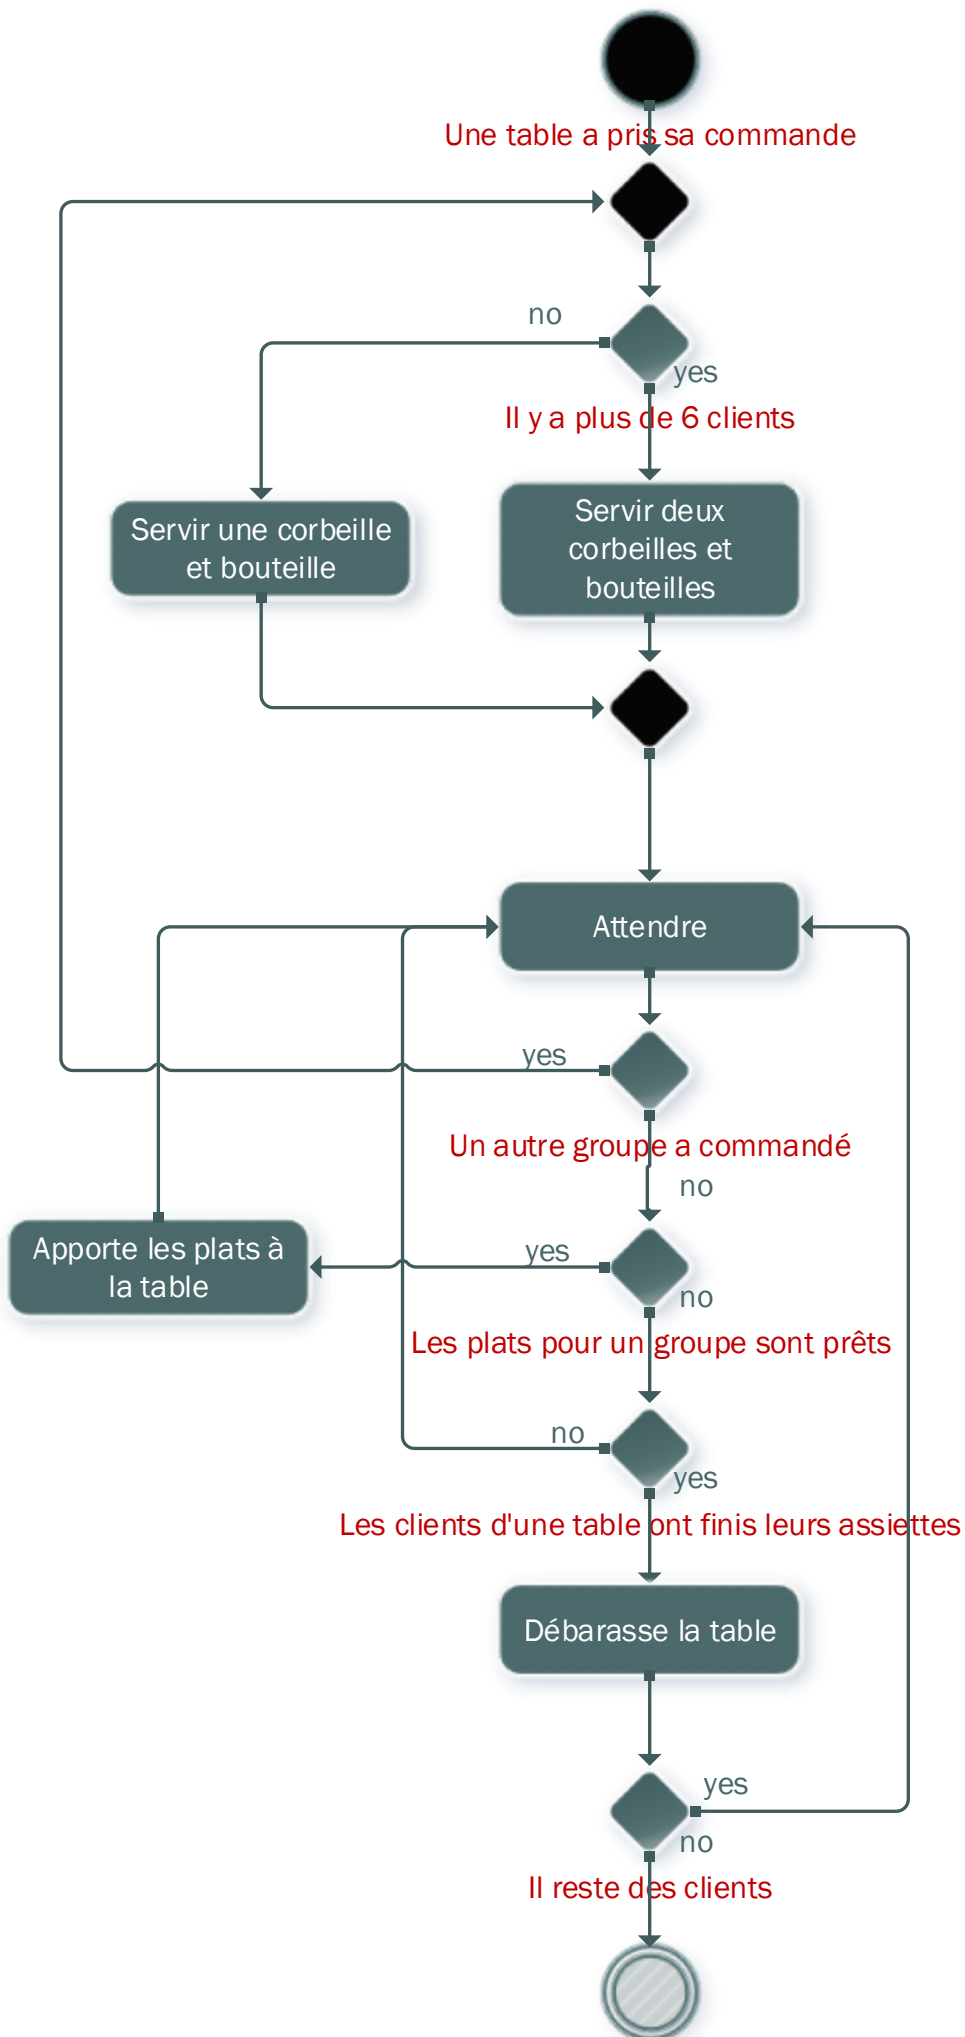 Une table a pris sa commande
no
yes
Il y a plus de 6 clients
Servir une corbeille
et bouteille
Servir deux
corbeilles et
bouteilles
Attendre
yes
Un autre groupe a commandé
no
Apporte les plats à
la table
yes
no
Les plats pour un groupe sont prêts
no
yes
Les clients d'une table ont finis leurs assiettes
Débarasse la table
yes
no
Il reste des clients